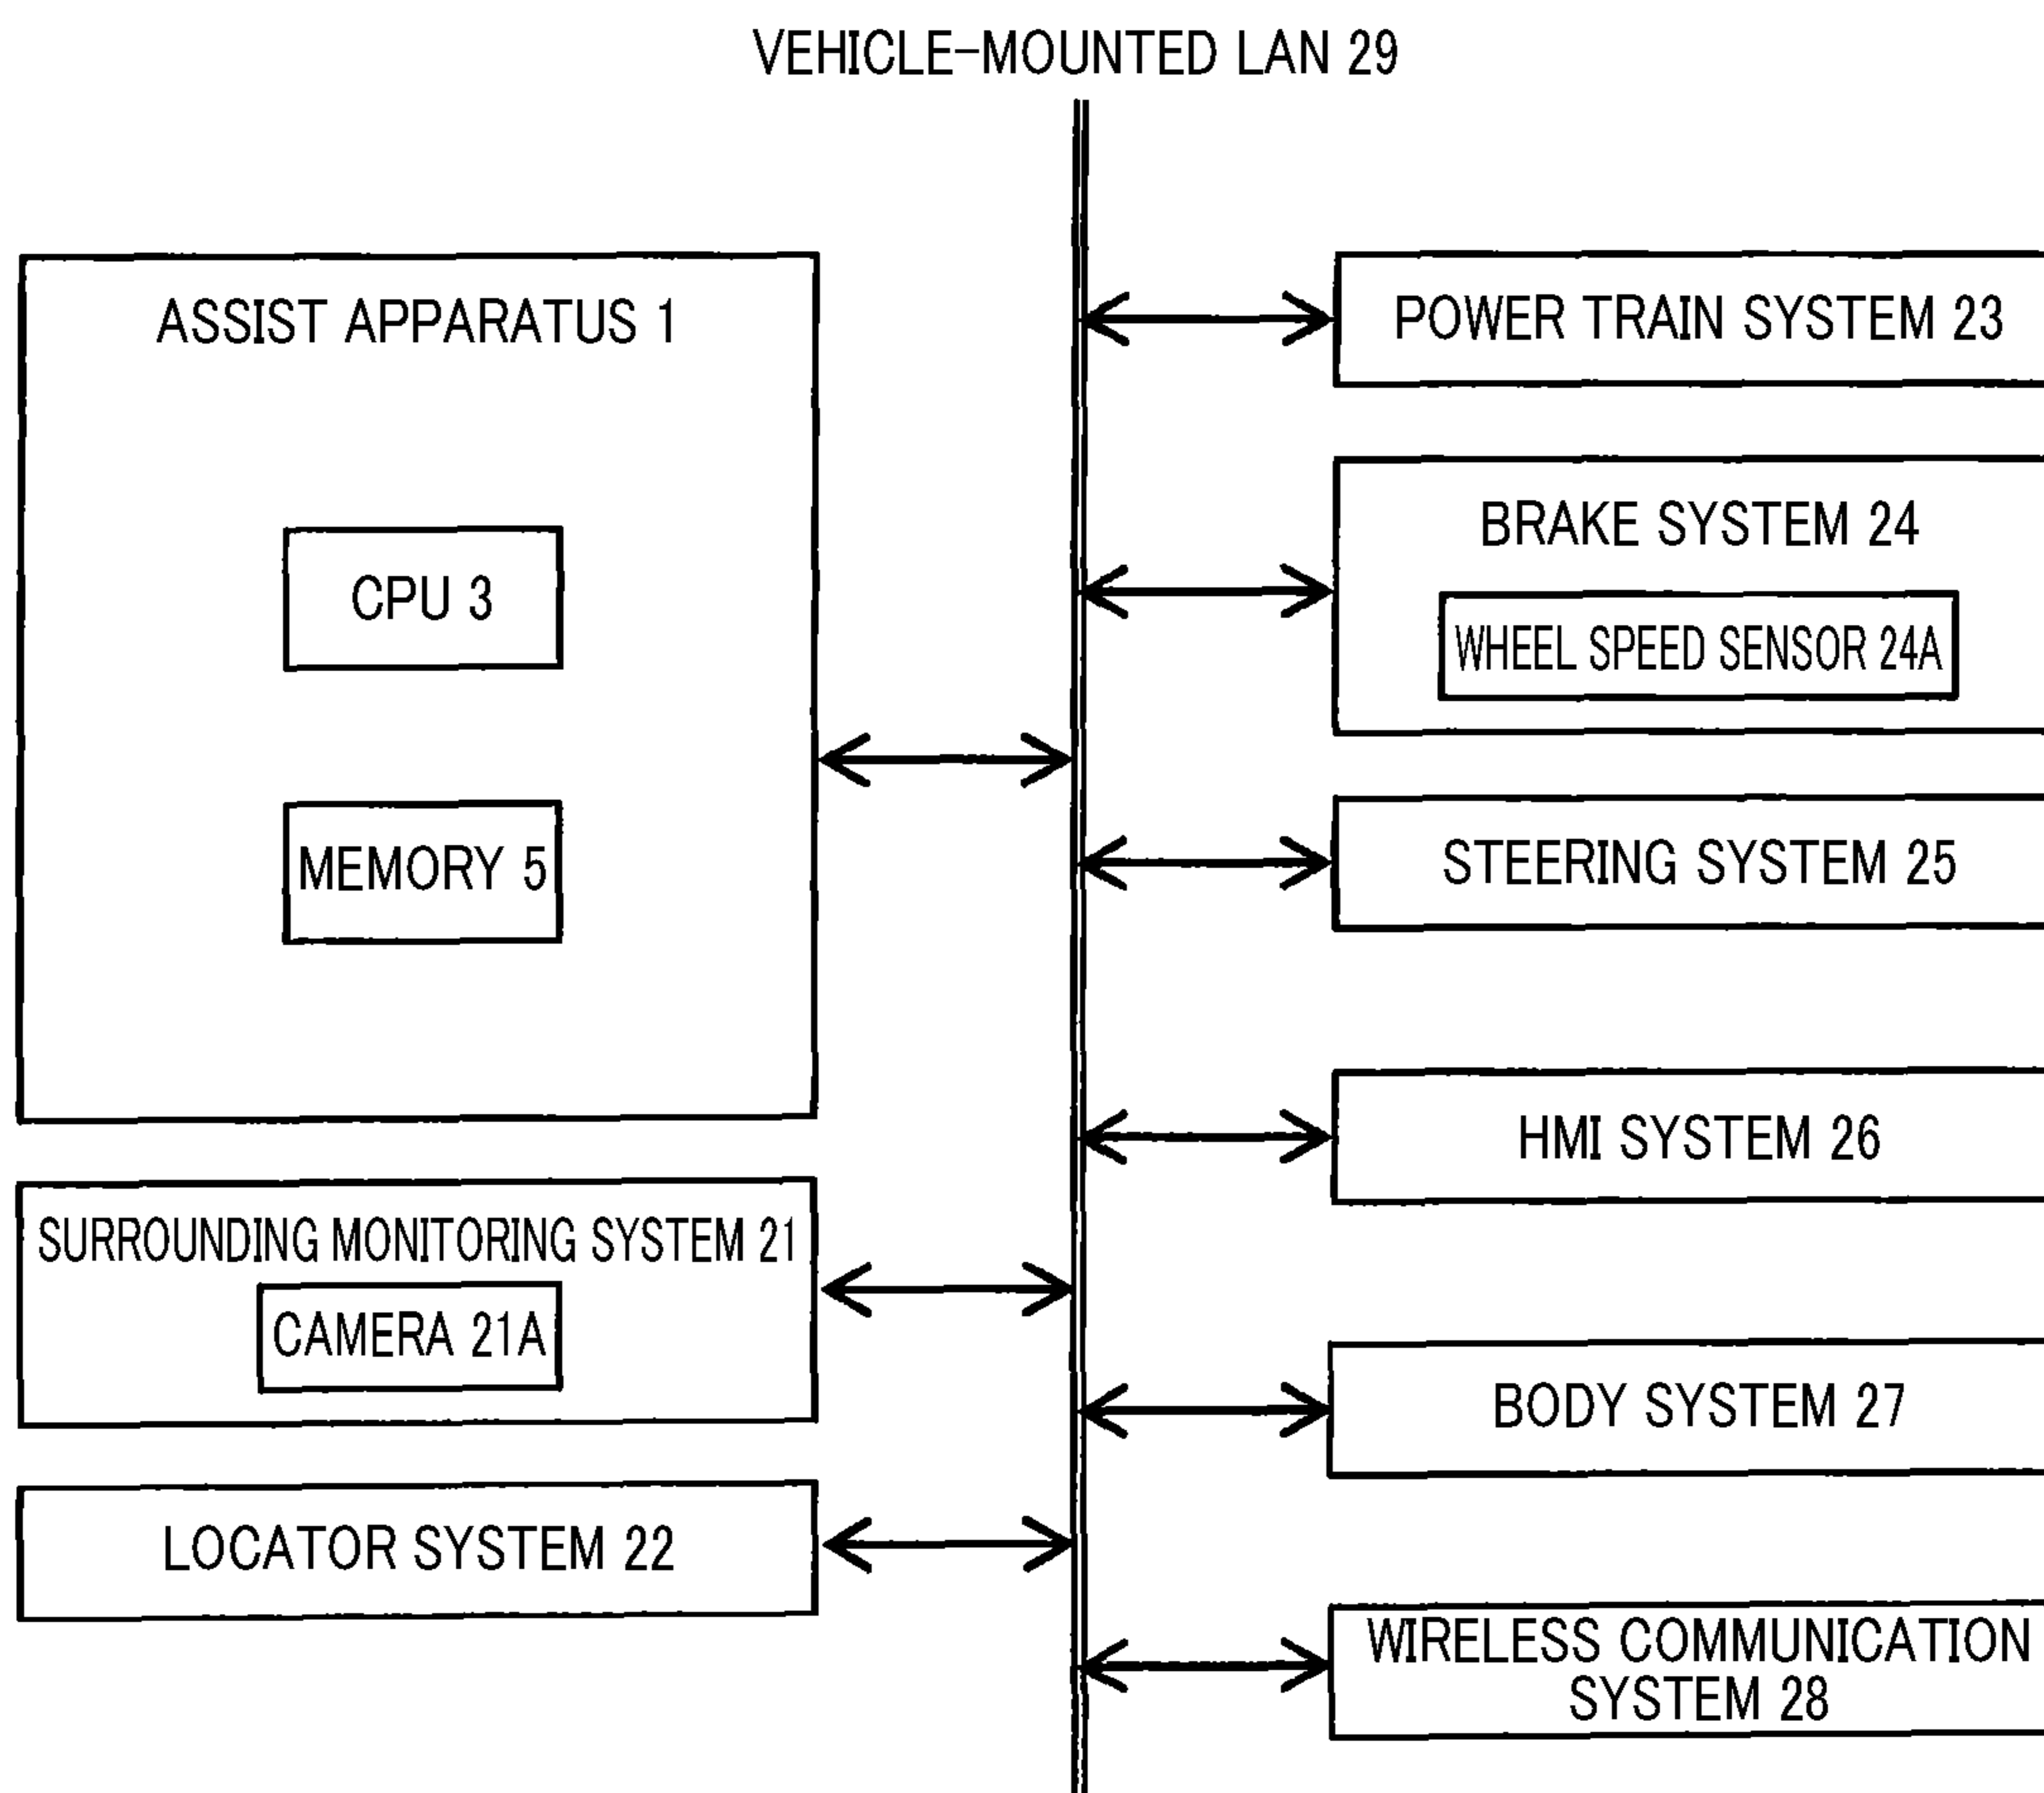 VEHICLE-MOUNTED LAN 29
ASSIST APPARATUS 1
CPU 3
MEMORY 5
SURROUNDING MONITORING SYSTEM 21
CAMERA 21A
LOCATOR SYSTEM 22
POWER TRAIN SYSTEM 23
BRAKE SYSTEM 24
WHEEL SPEED SENSOR 24A
STEERING SYSTEM 25
HMI SYSTEM 26
BODY SYSTEM 27
WIRELESS COMMUNICATION
SYSTEM 28